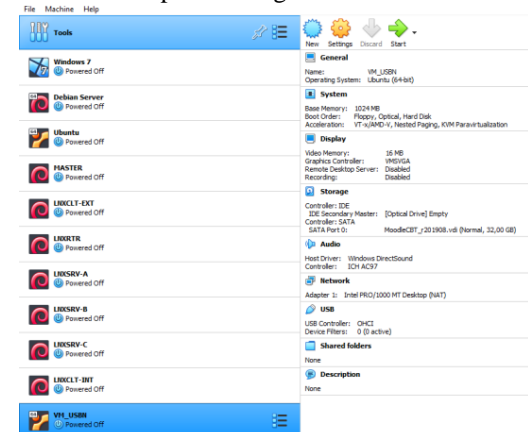 File Machine Help
Tools
Windows 7
Powered Off
Debian Server
Powered Off
Ubuntu
Powered Off
MASTER
Powered Off
LNXCLT-EXT
Powered Off
LNXRTR
Powered Off
LNXSRV-A
Powered Off
LNXSRV-B
Powered Off
LNXSRV-C
Powered Off
LNXCLT-INT
Powered Off
VM_USBN
Powered Off
New Settings Discard Start
General
Name: VM_USBN
Operating System: Ubuntu (64-bit)
System
Base Memory: 1024 MB
Boot Order: Floppy, Optical, Hard Disk
Acceleration: VT-x/AMD-V, Nested Paging, KVM Paravirtualization
Display
Video Memory: 16 MB
Graphics Controller: VMSVGA
Remote Desktop Server: Disabled
Recording: Disabled
Storage
Controller: IDE
IDE Secondary Master: [Optical Drive] Empty
Controller: SATA
SATA Port 0: MoodleCBT_r201908.vdi (Normal, 32,00 GB)
Audio
Host Driver: Windows DirectSound
Controller: ICH AC97
Network
Adapter 1: Intel PRO/1000 MT Desktop (NAT)
USB
USB Controller: OHCI
Device Filters: 0 (0 active)
Shared folders
None
Description
None